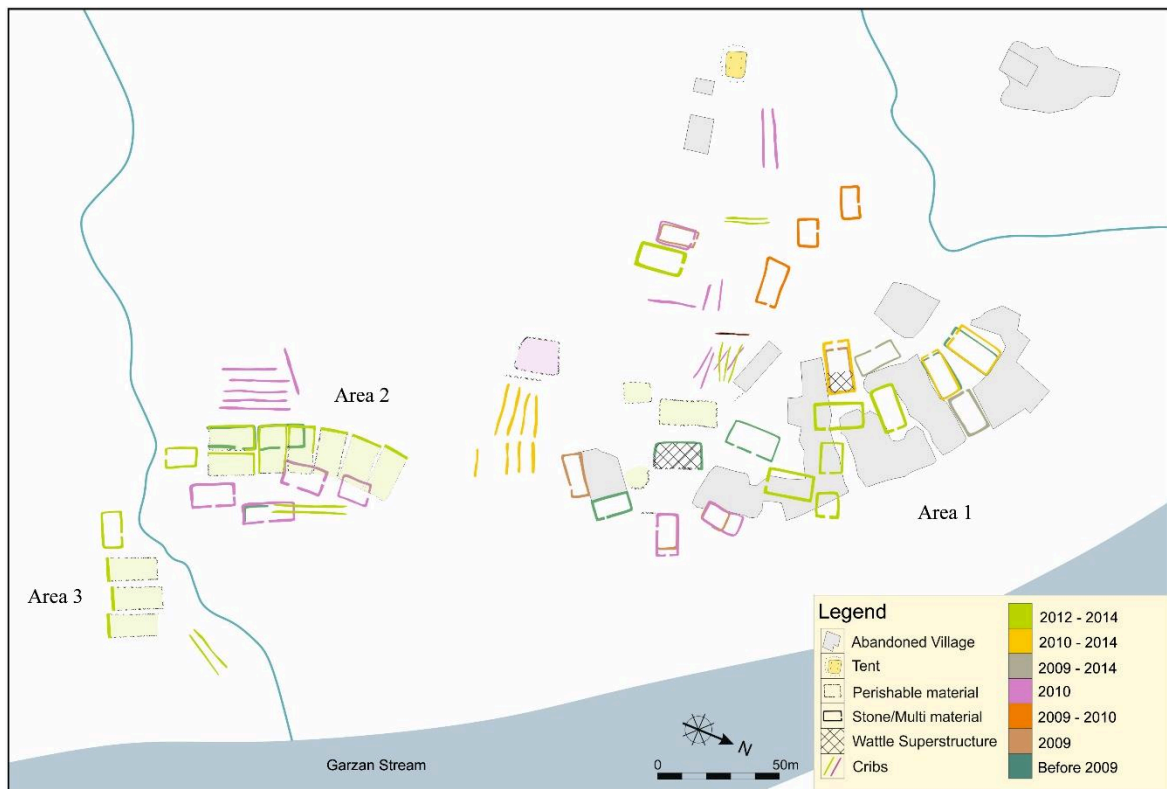 Area 2
Area 1
Area 3
Garzan Stream
N
0 50m
Legend
Abandoned Village
Tent
Perishable material
Stone/Multi material
Wattle Superstructure
Cribs
2012 - 2014
2010 - 2014
2009 - 2014
2010
2009 - 2010
2009
Before 2009